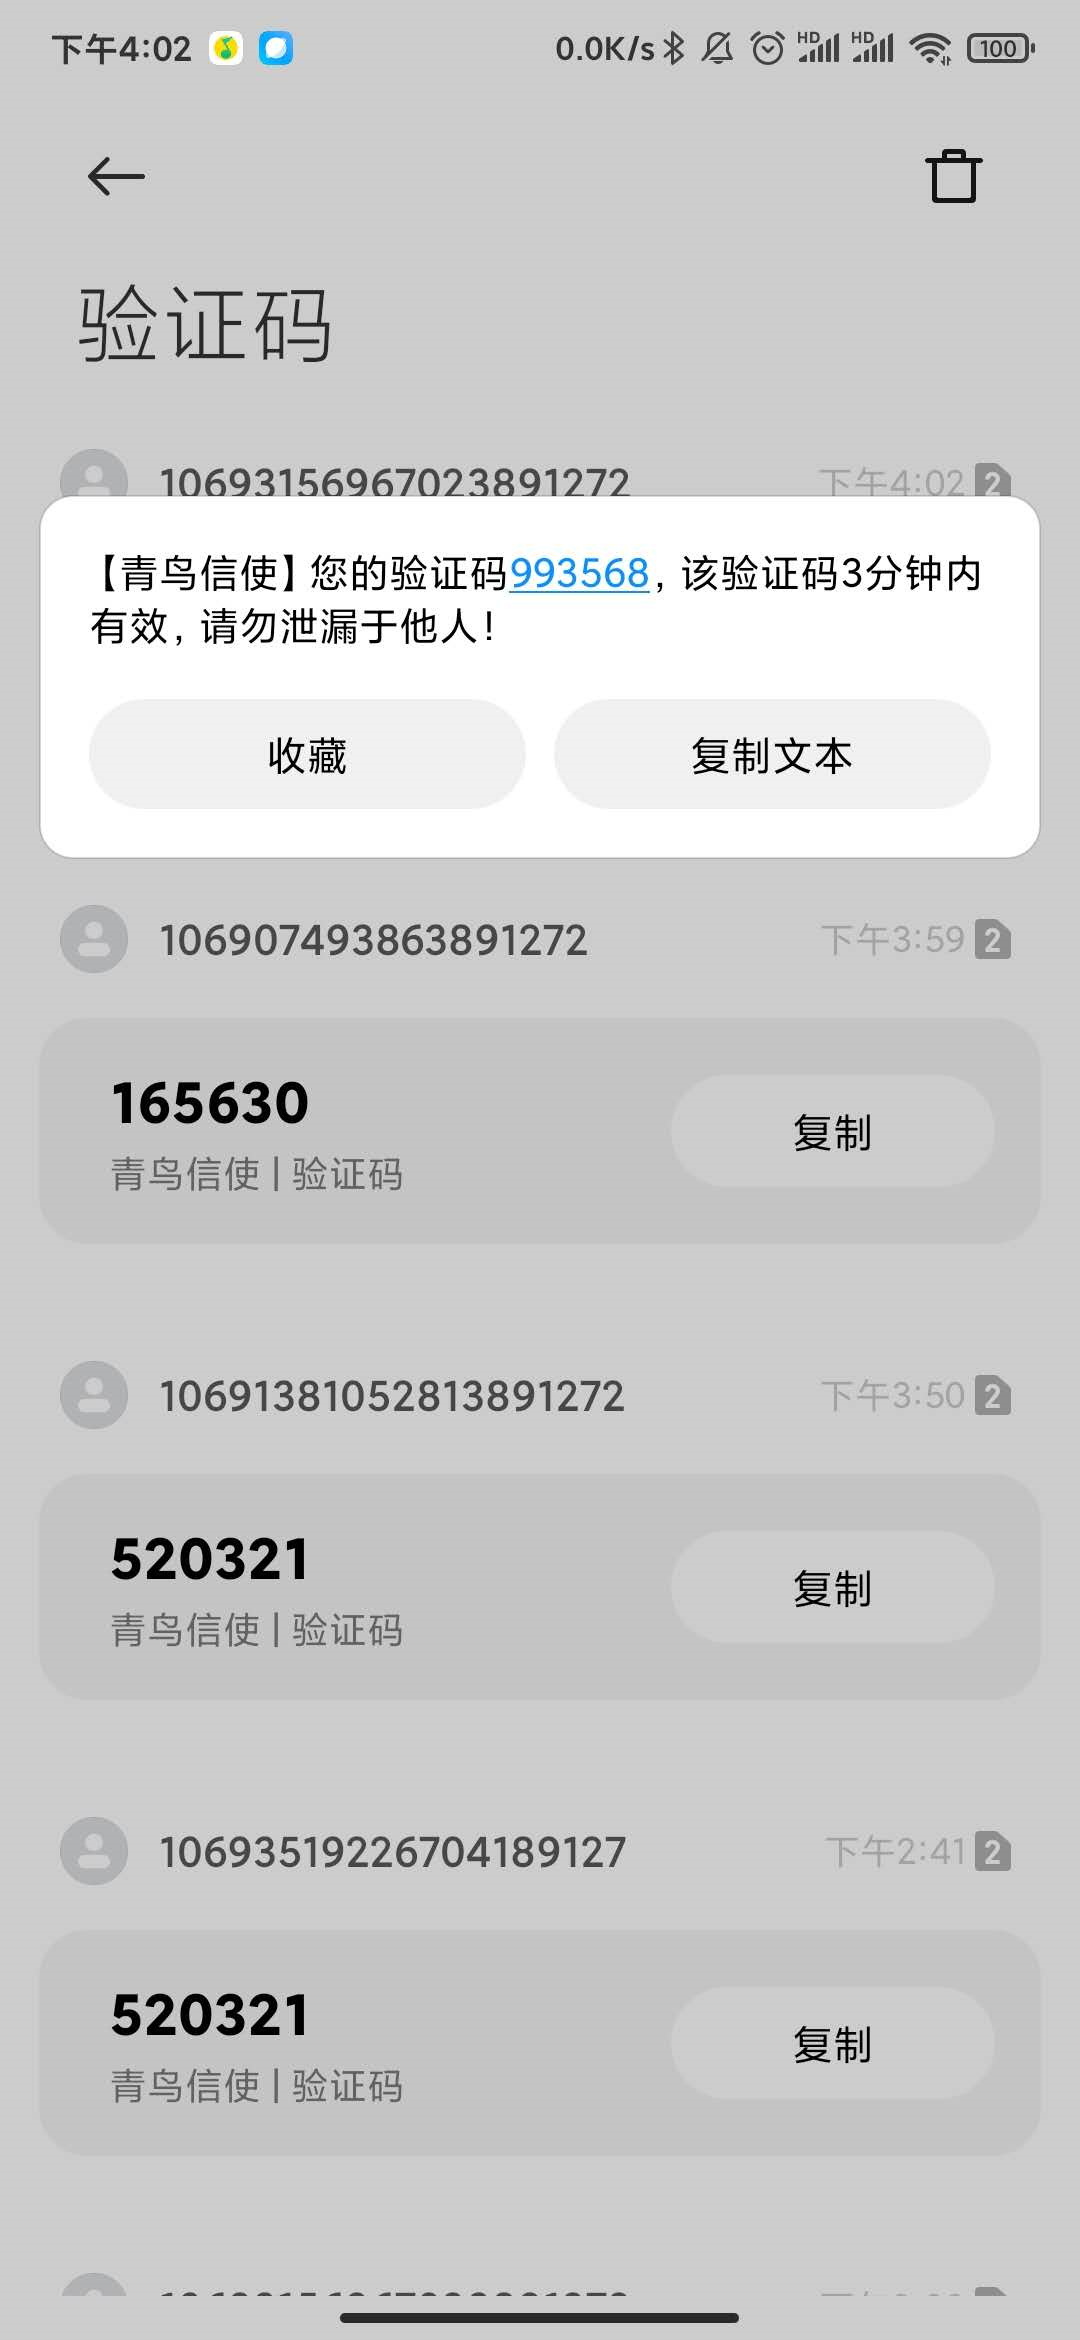 下午4:02
0.0K/s
HD
HD
100
验证码
10693156967023891272
下午4:02
2
【青鸟信使】您的验证码993568，该验证码3分钟内
有效，请勿泄漏于他人！
收藏
复制文本
106907493863891272
下午3:59
2
165630
复制
青鸟信使 | 验证码
10691381052813891272
下午3:50
2
520321
复制
青鸟信使 | 验证码
10693519226704189127
下午2:41
2
520321
复制
青鸟信使 | 验证码